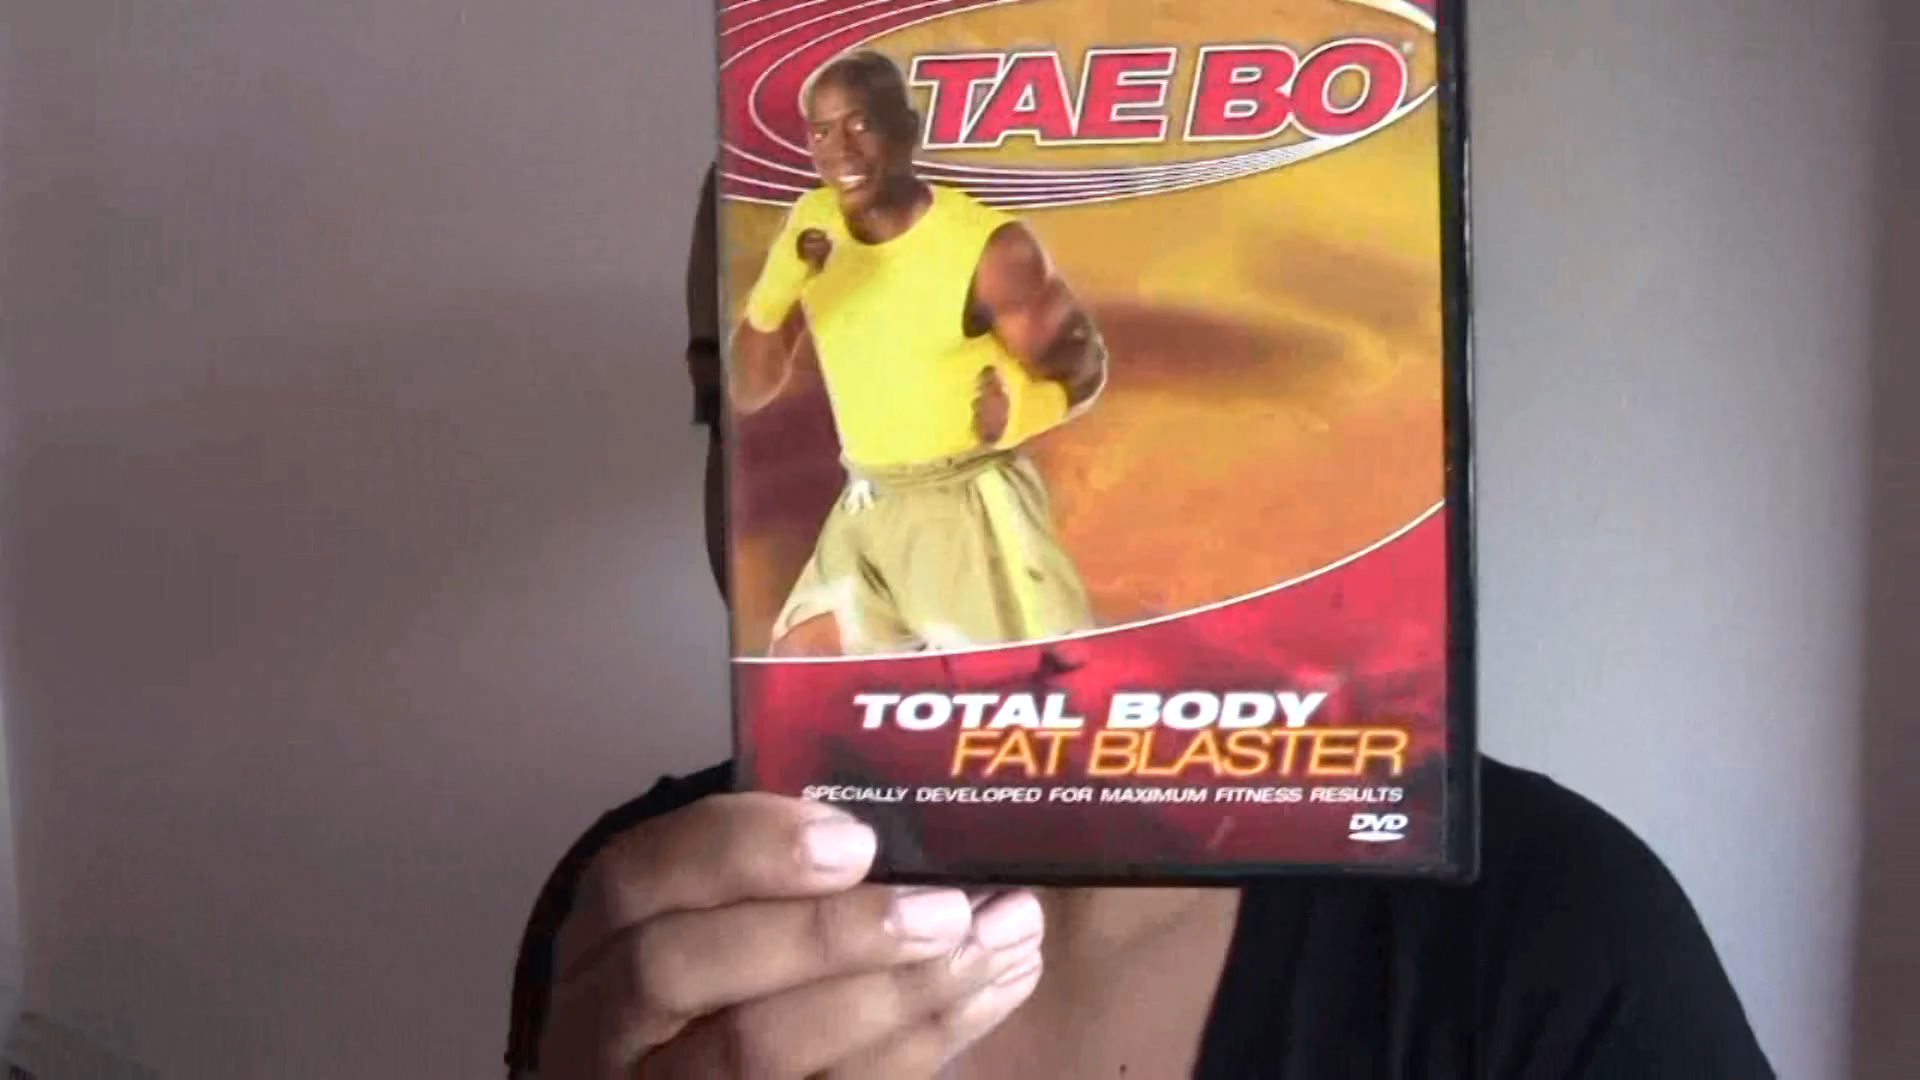 TAE BO
TOTAL BODY
FAT BLASTER
SPECIALLY DEVELOPED FOR MAXIMUM FITNESS RESULTS
DVD